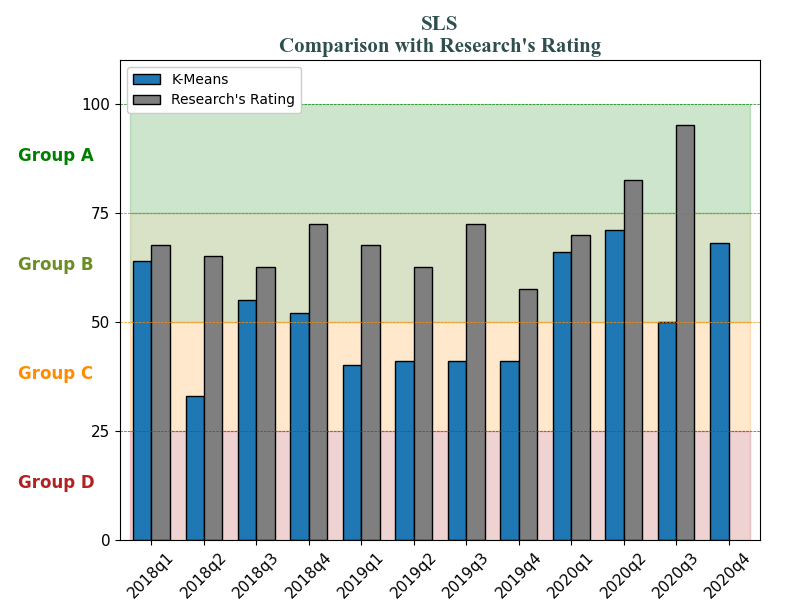 SLS
Comparison with Research's Rating
K-Means
Research's Rating
100
Group A
75
Group B
50
Group C
25
Group D
0
2018q1
2018q2
2018q3
2018q4
2019q1
2019q2
2019q3
2019q4
2020q1
2020q2
2020q3
2020q4